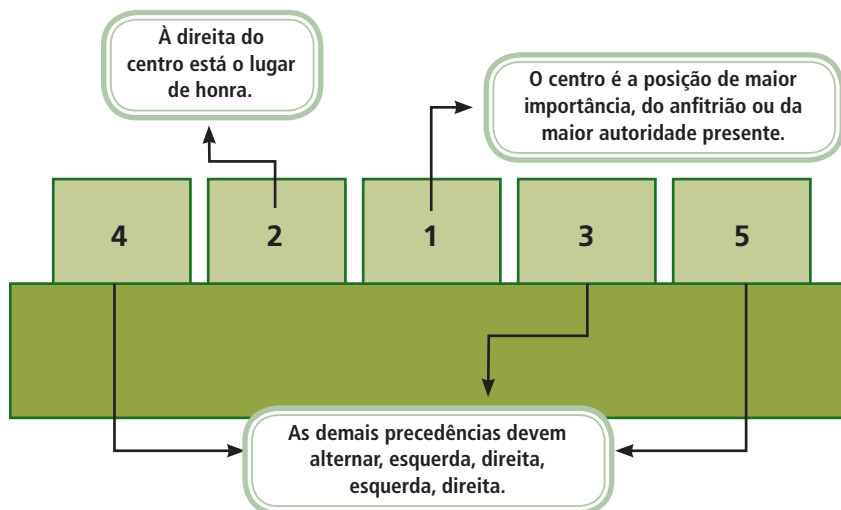 À direita do
centro está o lugar
de honra.
O centro é a posição de maior
importância, do anfitrião ou da
maior autoridade presente.
4 2 1 3 5
As demais precedências devem
alternar, esquerda, direita,
esquerda, direita.